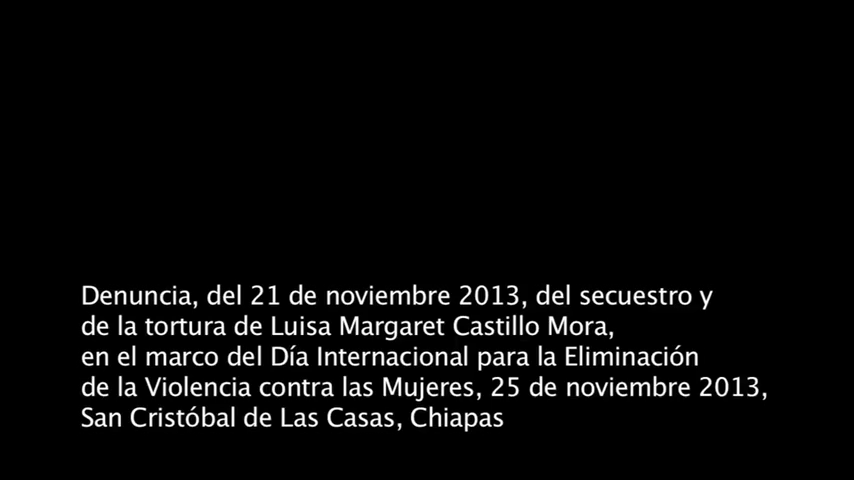 Denuncia, del 21 de noviembre 2013, del secuestro y
de la tortura de Luisa Margaret Castillo Mora,
en el marco del Día Internacional para la Eliminación
de la Violencia contra las Mujeres, 25 de noviembre 2013,
San Cristóbal de Las Casas, Chiapas